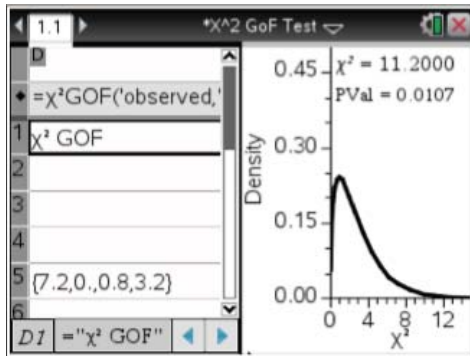 1.1
*X^2 GoF Test
D
=χ²GOF('observed,'
1 χ² GOF
2
3
4
5 {7.2,0.,0.8,3.2}
6
D1 ="χ² GOF"
χ² = 11.2000
PVal = 0.0107
Density
0.45
0.30
0.15
0.00
0 4 8 12
χ²